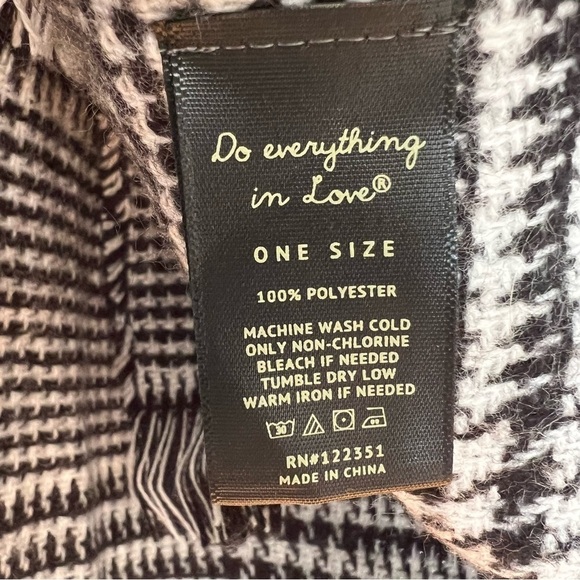 Do everything
in Love®
ONE SIZE
100% POLYESTER
MACHINE WASH COLD
ONLY NON-CHLORINE
BLEACH IF NEEDED
TUMBLE DRY LOW
WARM IRON IF NEEDED
RN#122351
MADE IN CHINA